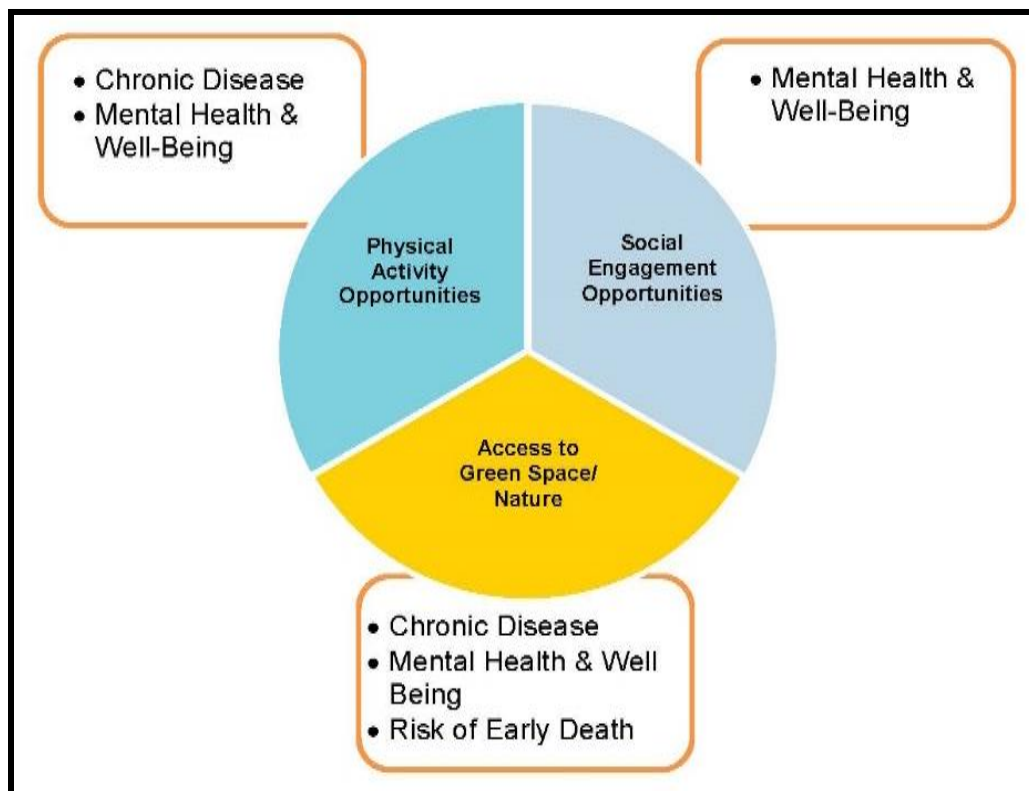 • Chronic Disease
• Mental Health &
Well-Being
• Mental Health &
Well-Being
Physical
Activity
Opportunities
Social
Engagement
Opportunities
Access to
Green Space/
Nature
• Chronic Disease
• Mental Health & Well
Being
• Risk of Early Death